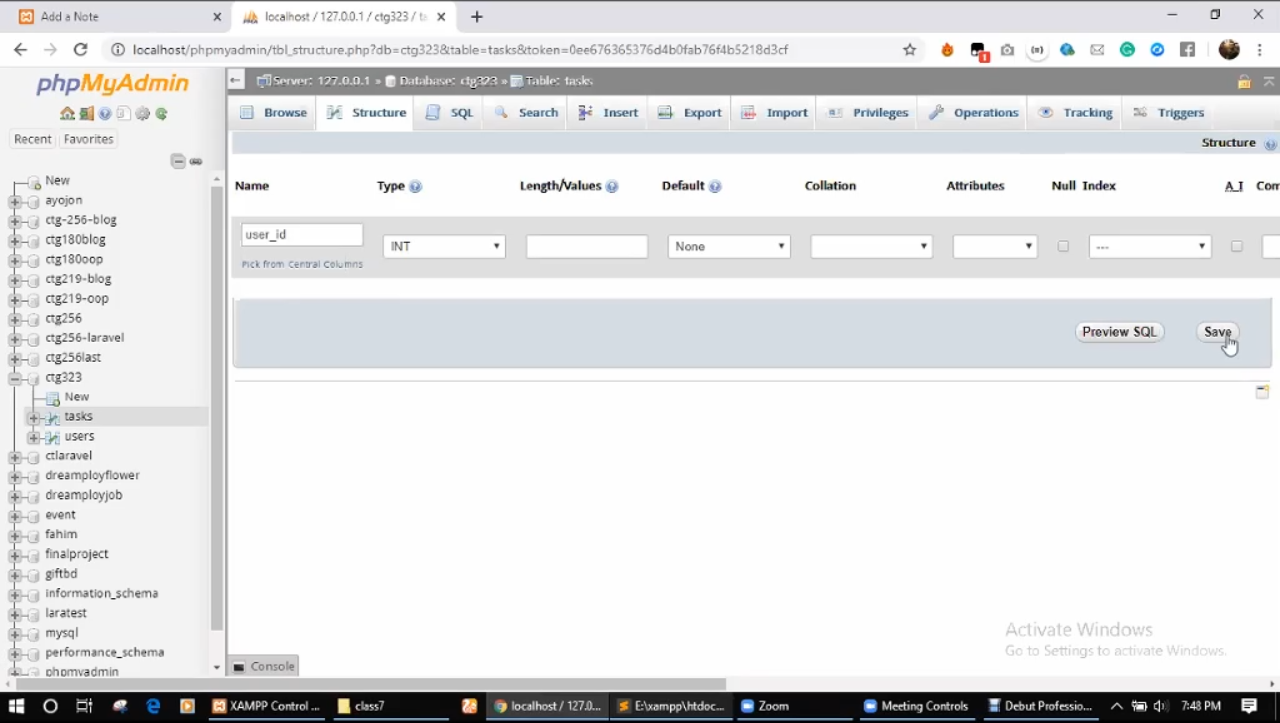 Add a Note
localhost / 127.0.0.1 / ctg323 / ta
localhost/phpmyadmin/tbl_structure.php?db=ctg323&table=tasks&token=0ee676365376d4b0fab76f4b5218d3cf
1
phpMyAdmin
Server: 127.0.0.1 » Database: ctg323 » Table: tasks
Browse Structure SQL Search Insert Export Import Privileges Operations Tracking Triggers
Recent Favorites
Structure
Name Type Length/Values Default Collation Attributes Null Index A_I Com
user_id INT None ---
Pick from Central Columns
Preview SQL Save
New
ayojon
ctg-256-blog
ctg180blog
ctg180oop
ctg219-blog
ctg219-oop
ctg256
ctg256-laravel
ctg256last
ctg323
New
tasks
users
ctlaravel
dreamployflower
dreamployjob
event
fahim
finalproject
giftbd
information_schema
laratest
mysql
performance_schema
phpmyadmin
Console
Activate Windows
Go to Settings to activate Windows.
XAMPP Control ... class7 localhost / 127.0... E:\xampp\htdoc... Zoom Meeting Controls Debut Professio... 7:48 PM